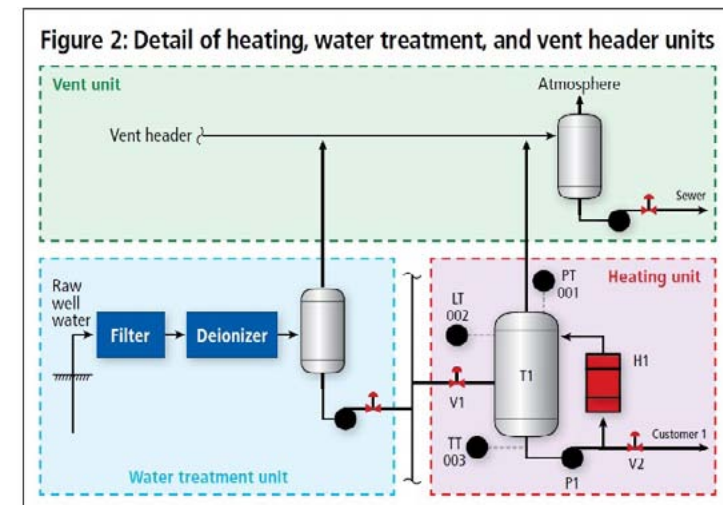 Figure 2: Detail of heating, water treatment, and vent header units
Vent unit
Atmosphere
Vent header
Sewer
Raw
well
water
Filter
Deionizer
Water treatment unit
PT
001
Heating unit
LT
002
T1
H1
V1
TT
003
P1
V2
Customer 1